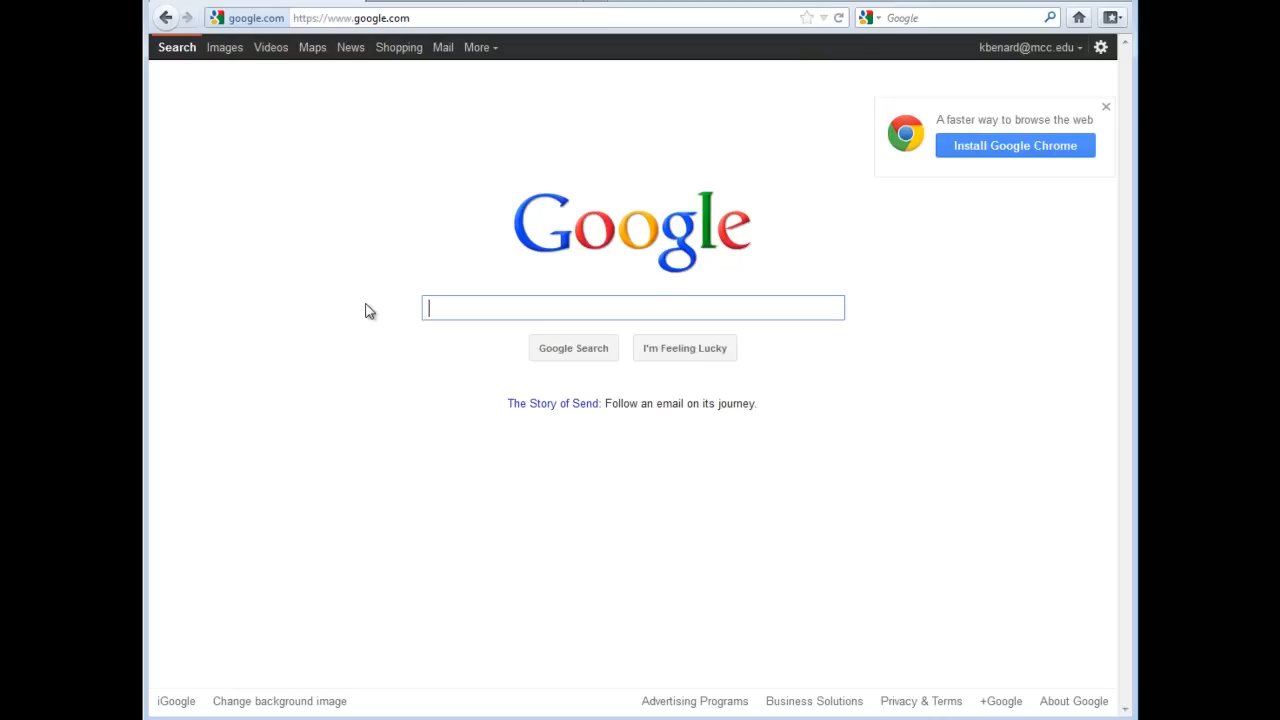 google.com https://www.google.com Google
Search Images Videos Maps News Shopping Mail More kbenard@mcc.edu
A faster way to browse the web
Install Google Chrome
Google
Google Search I'm Feeling Lucky
The Story of Send: Follow an email on its journey.
iGoogle Change background image Advertising Programs Business Solutions Privacy & Terms +Google About Google